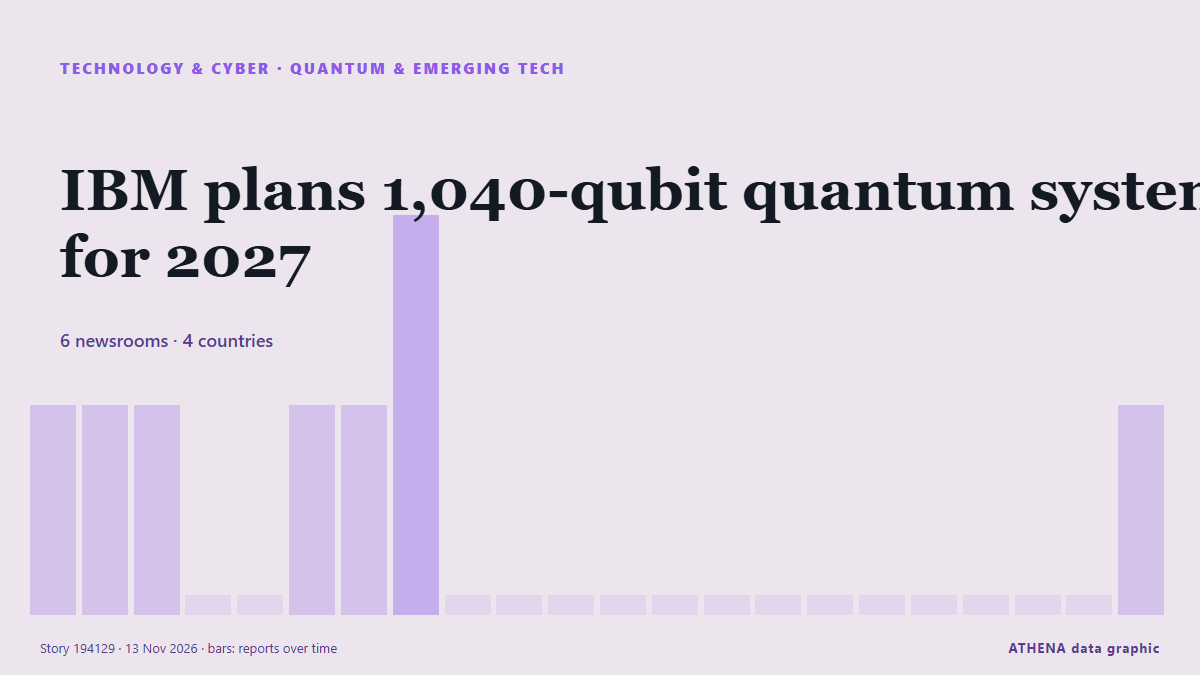 TECHNOLOGY & CYBER · QUANTUM & EMERGING TECH
IBM plans 1,040-qubit quantum system
for 2027
6 newsrooms · 4 countries
Story 194129 · 13 Nov 2026 · bars: reports over time
ATHENA data graphic